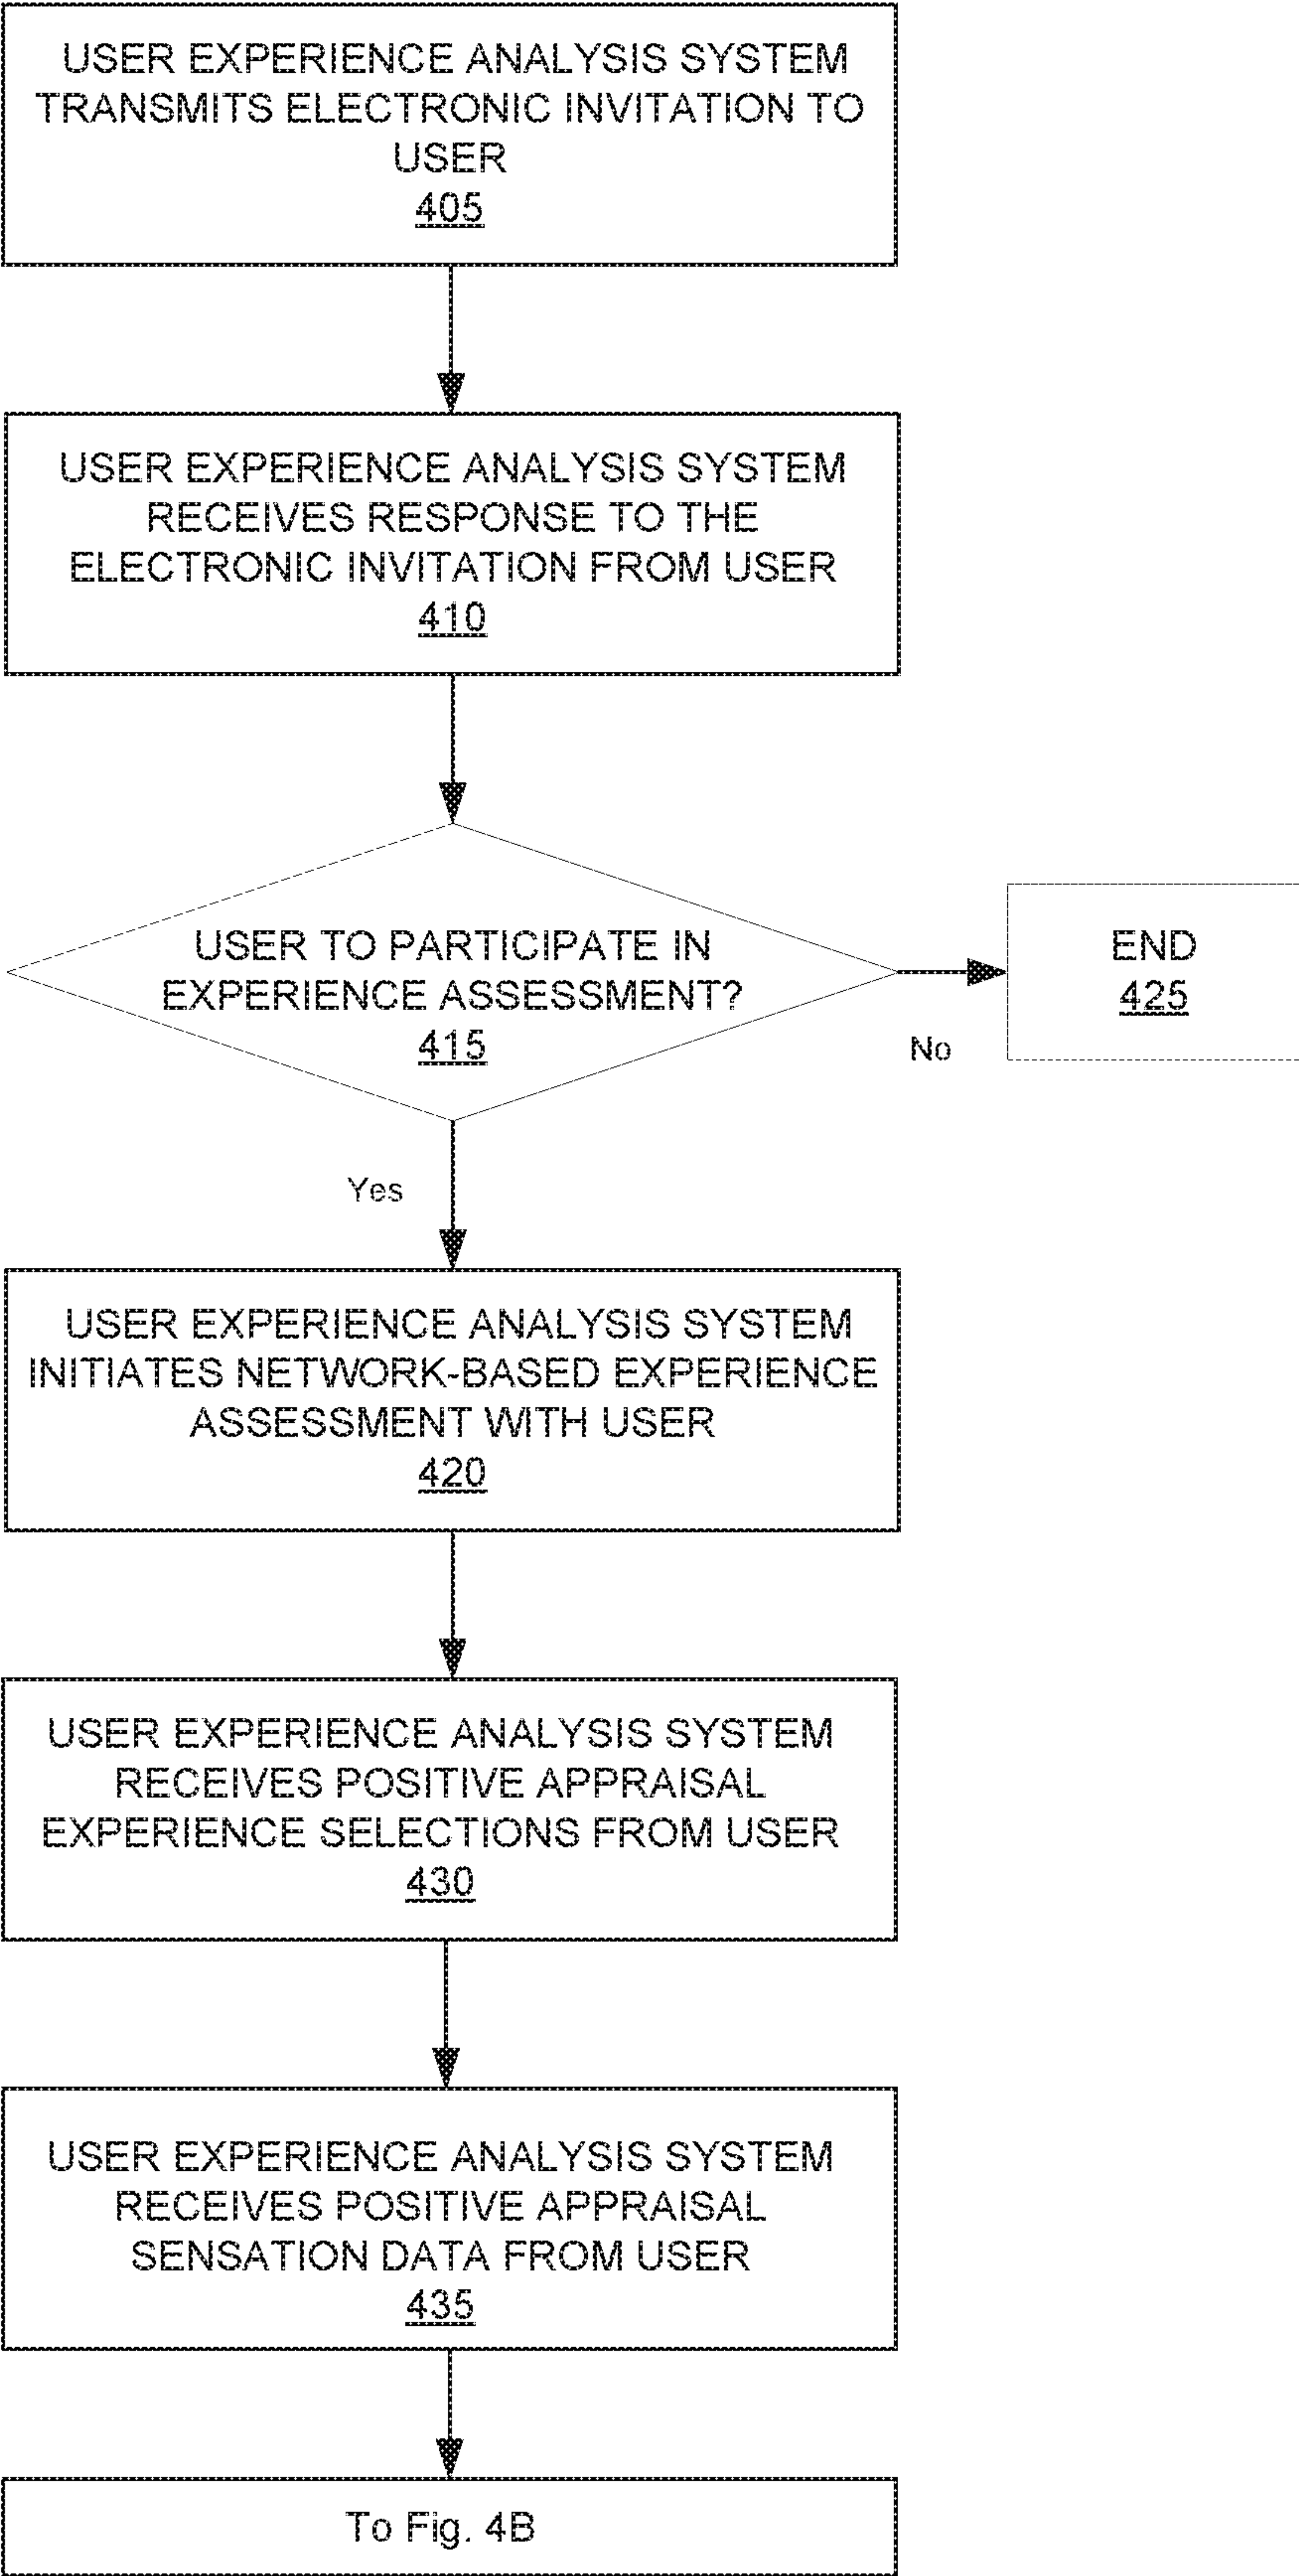 USER EXPERIENCE ANALYSIS SYSTEM
TRANSMITS ELECTRONIC INVITATION TO
USER
405
USER EXPERIENCE ANALYSIS SYSTEM
RECEIVES RESPONSE TO THE
ELECTRONIC INVITATION FROM USER
410
USER TO PARTICIPATE IN
EXPERIENCE ASSESSMENT?
415
No
END
425
Yes
USER EXPERIENCE ANALYSIS SYSTEM
INITIATES NETWORK-BASED EXPERIENCE
ASSESSMENT WITH USER
420
USER EXPERIENCE ANALYSIS SYSTEM
RECEIVES POSITIVE APPRAISAL
EXPERIENCE SELECTIONS FROM USER
430
USER EXPERIENCE ANALYSIS SYSTEM
RECEIVES POSITIVE APPRAISAL
SENSATION DATA FROM USER
435
To Fig. 4B